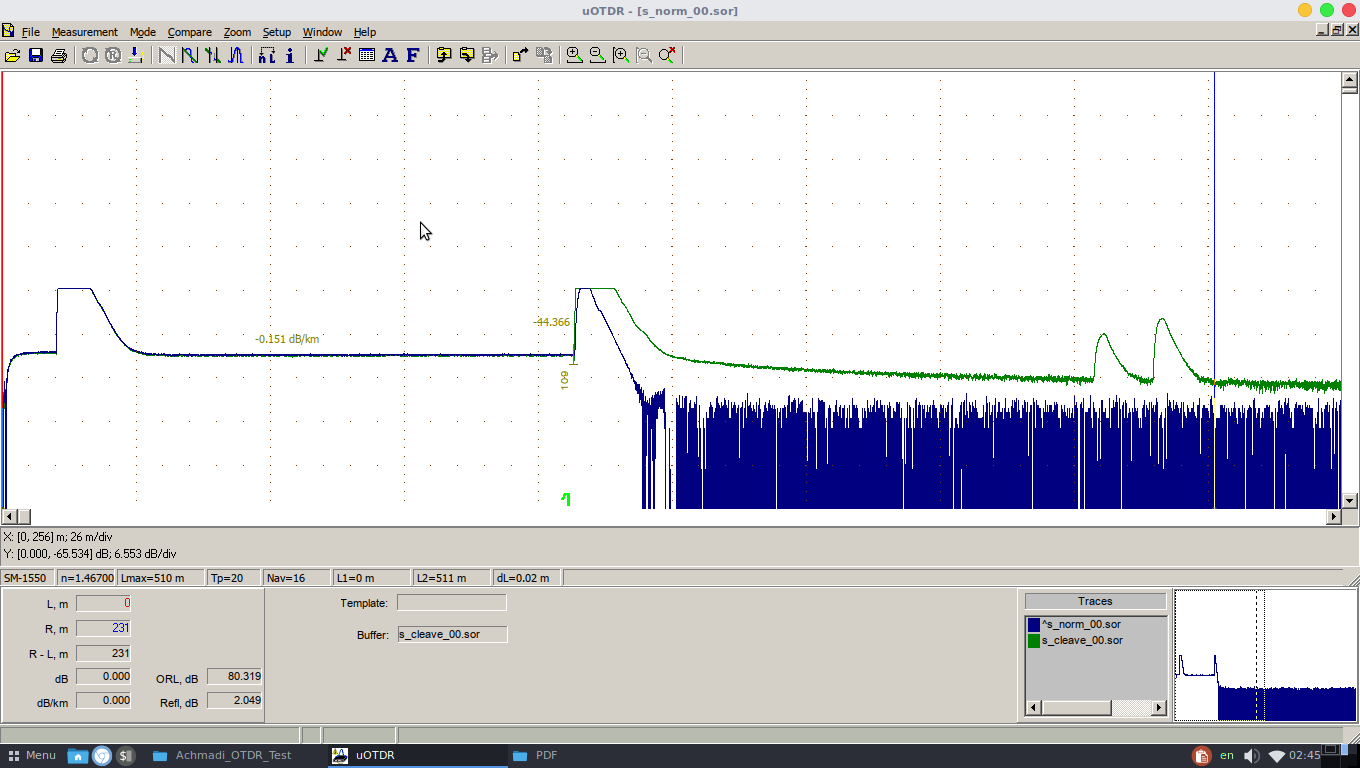 uOTDR - [s_norm_00.sor]
File Measurement Mode Compare Zoom Setup Window Help
-0.151 dB/km
-44.366
109
X: [0, 256] m; 26 m/div
Y: [0.000, -65.534] dB; 6.553 dB/div
SM-1550 n=1.46700 Lmax=510 m Tp=20 Nav=16 L1=0 m L2=511 m dL=0.02 m
L, m 0 Template:
R, m 231 Buffer: s_cleave_00.sor
R - L, m 231
dB 0.000 ORL, dB 80.319
dB/km 0.000 Refl, dB 2.049
Traces
^s_norm_00.sor
s_cleave_00.sor
Menu Achmadi_OTDR_Test uOTDR PDF en 02:45